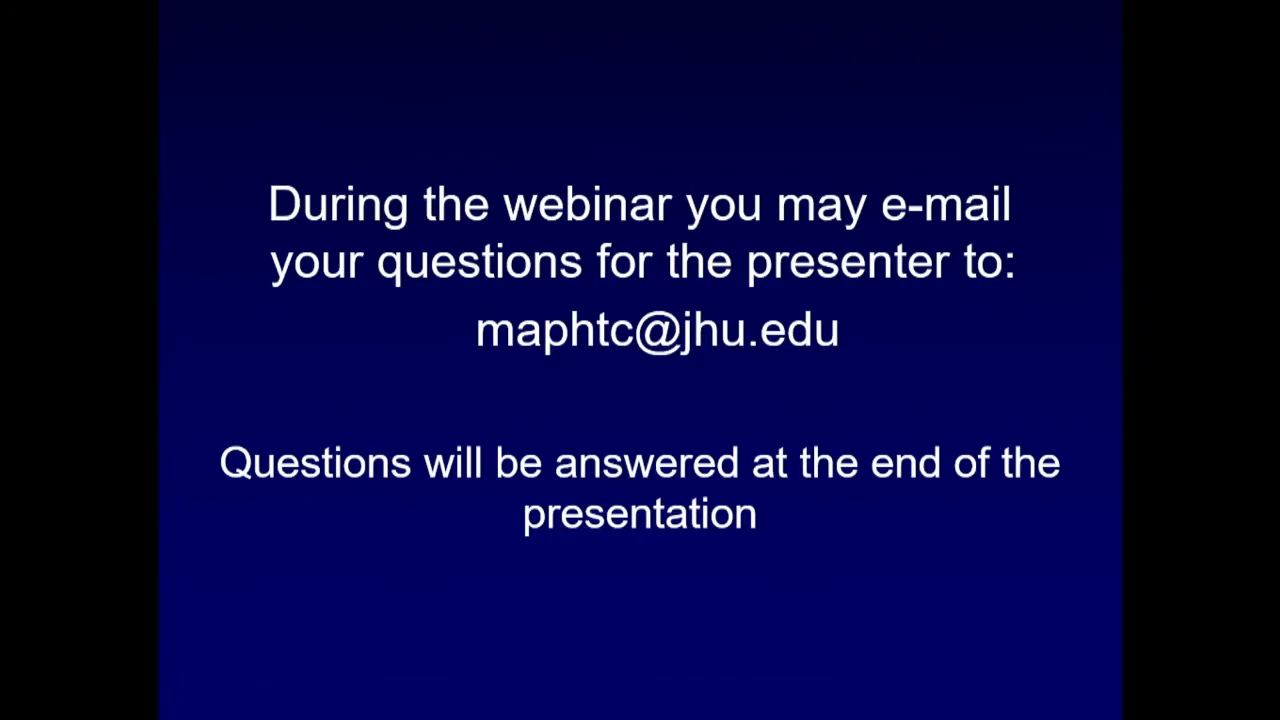 During the webinar you may e-mail
your questions for the presenter to:
maphtc@jhu.edu
Questions will be answered at the end of the
presentation